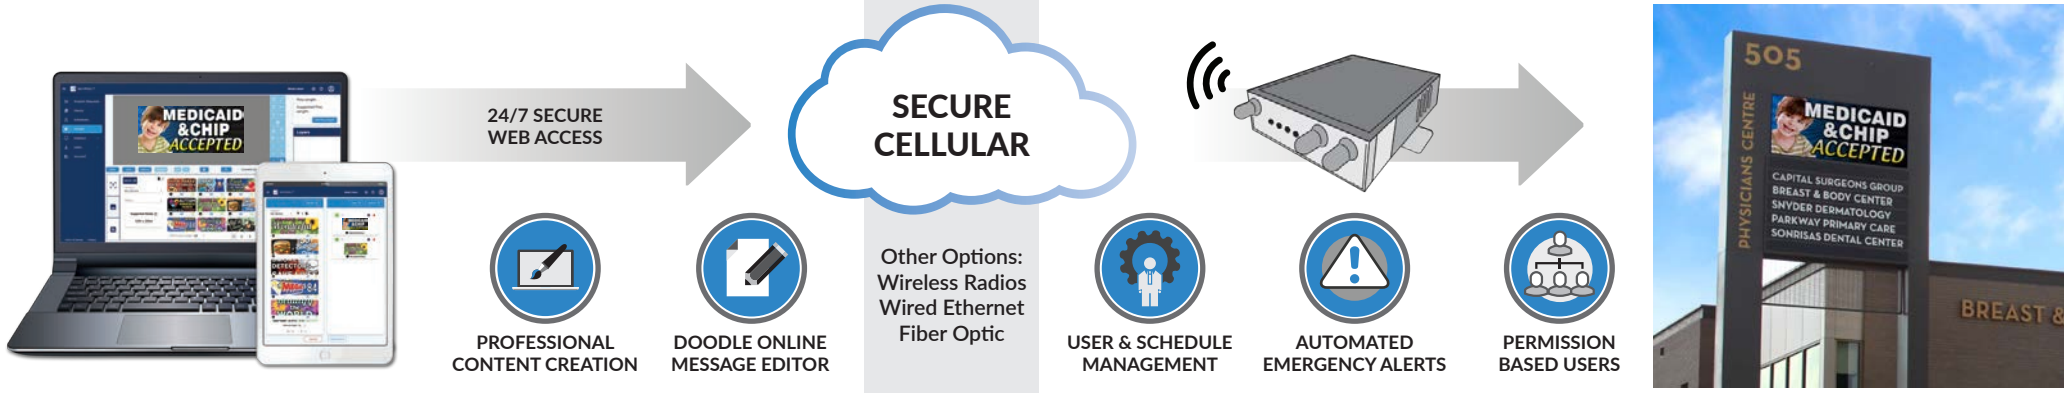 MEDICAID
& CHIP
ACCEPTED
24/7 SECURE
WEB ACCESS
SECURE
CELLULAR
Other Options:
Wireless Radios
Wired Ethernet
Fiber Optic
PROFESSIONAL
CONTENT CREATION
DOODLE ONLINE
MESSAGE EDITOR
USER & SCHEDULE
MANAGEMENT
AUTOMATED
EMERGENCY ALERTS
PERMISSION
BASED USERS
505
PHYSICIANS CENTRE
MEDICAID
& CHIP
ACCEPTED
CAPITAL SURGEONS GROUP
BREAST & BODY CENTER
SNYDER DERMATOLOGY
PARKWAY PRIMARY CARE
SONRISAS DENTAL CENTER
BREAST &